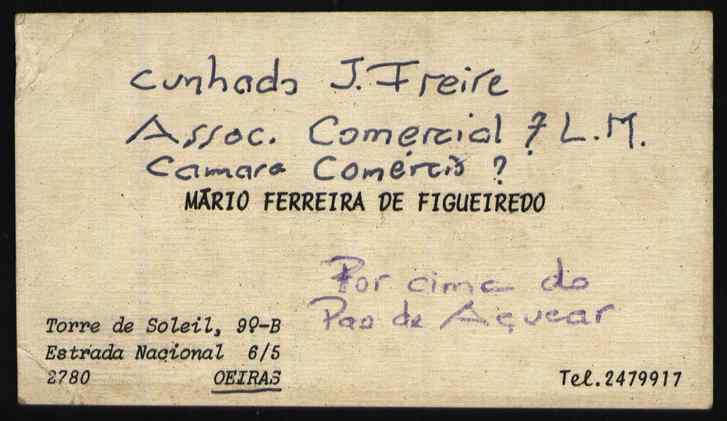 cunhado J. Freire
Assoc. Comercial ? L.M.
Camara Comércio ?
MÁRIO FERREIRA DE FIGUEIREDO
Por cima do
Pao de Açucar
Torre de Soleil, 9º-B
Estrada Nacional 6/5
2780 OEIRAS
Tel.2479917